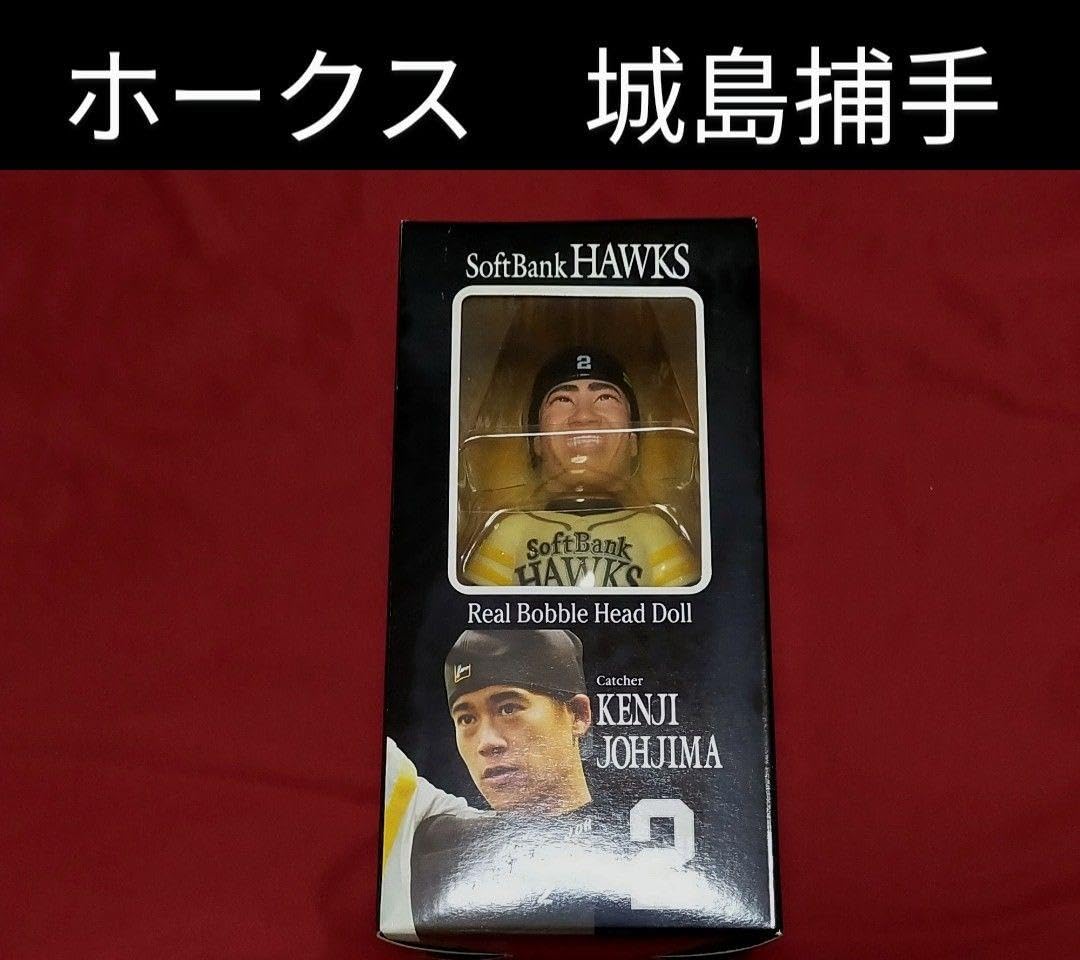 ホークス 城島捕手
SoftBank HAWKS
2
SoftBank
HAWKS
Real Bobble Head Doll
Catcher
KENJI
JOHJIMA
2